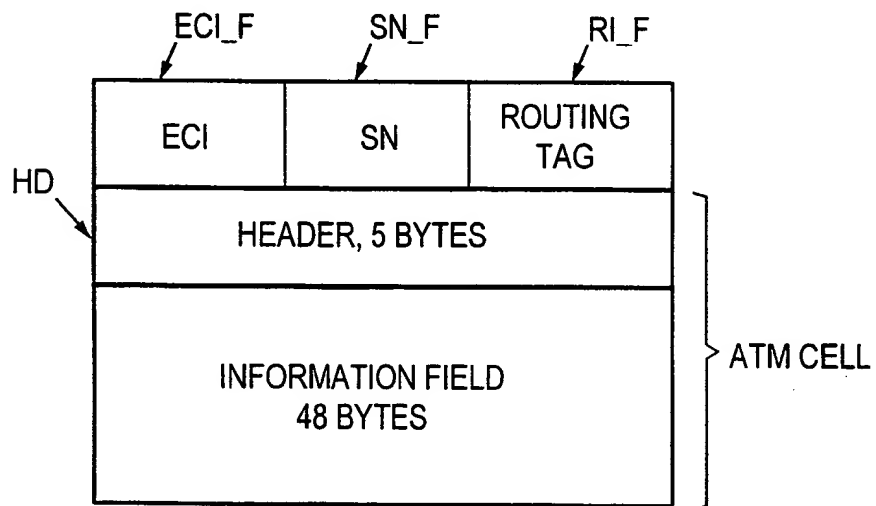 ECI_F
SN_F
RI_F
ECI
SN
ROUTING
TAG
HD
HEADER, 5 BYTES
INFORMATION FIELD
48 BYTES
ATM CELL